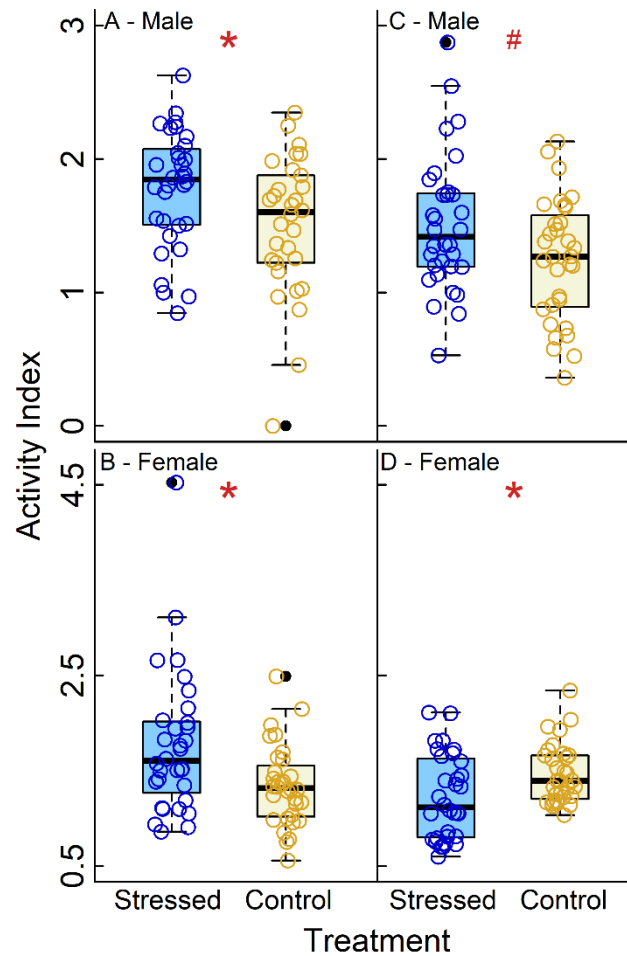 A - Male
*
C - Male
#
3
2
1
0
B - Female
*
D - Female
*
4.5
2.5
0.5
Activity Index
Stressed Control Stressed Control
Treatment